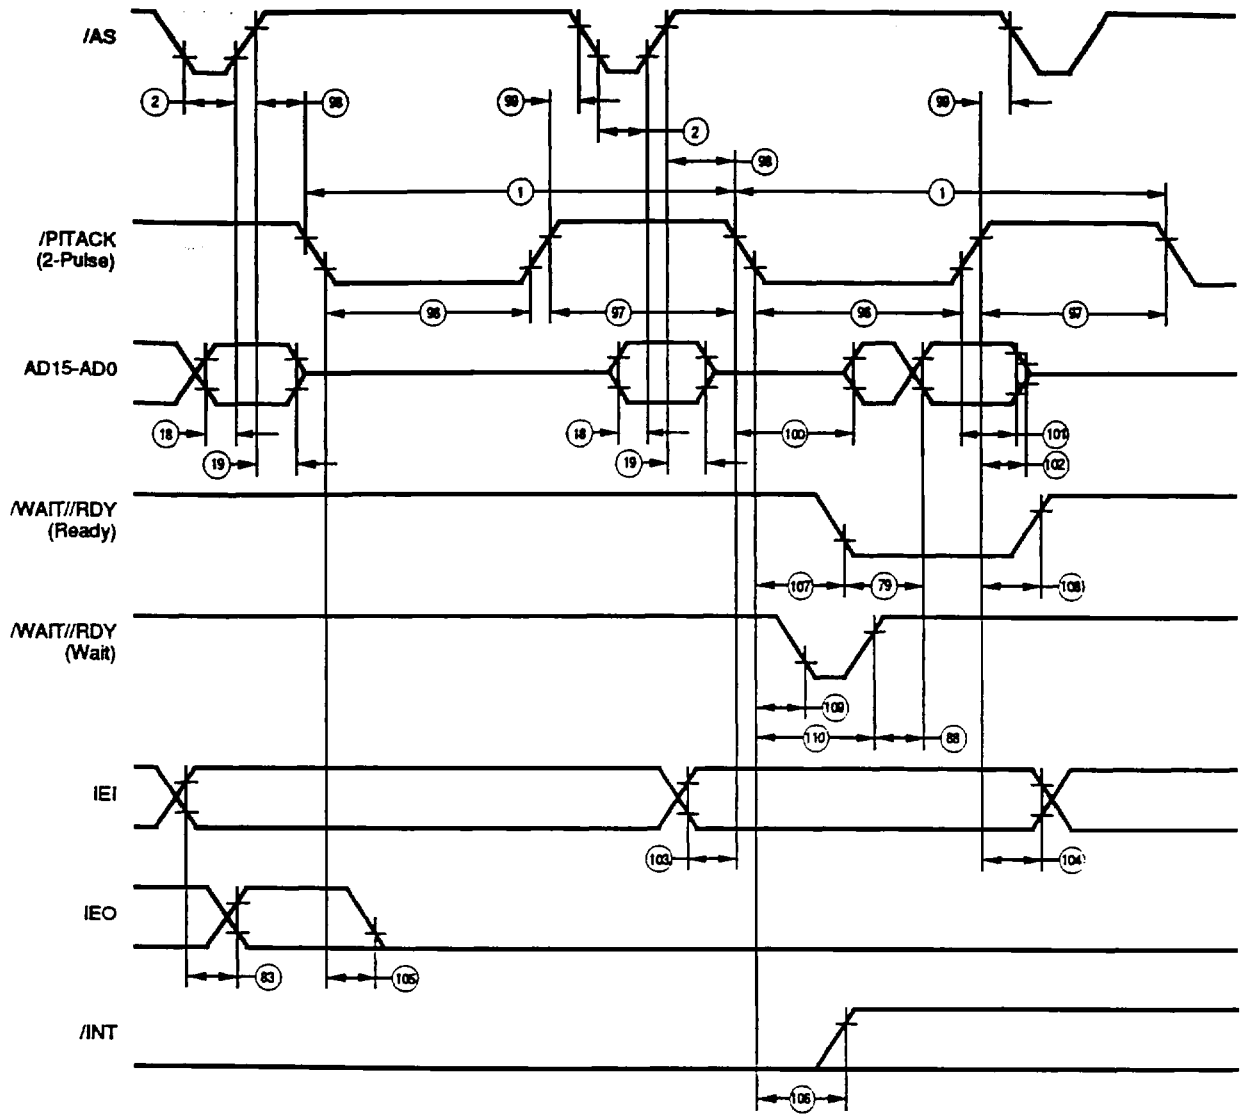 /AS
2
98
99
2
98
99
1
1
/PITACK
(2-Pulse)
96
97
96
97
AD15-AD0
18
19
18
19
100
101
102
/WAIT//RDY
(Ready)
107
79
108
/WAIT//RDY
(Wait)
109
110
88
IEI
103
104
IEO
83
105
/INT
106